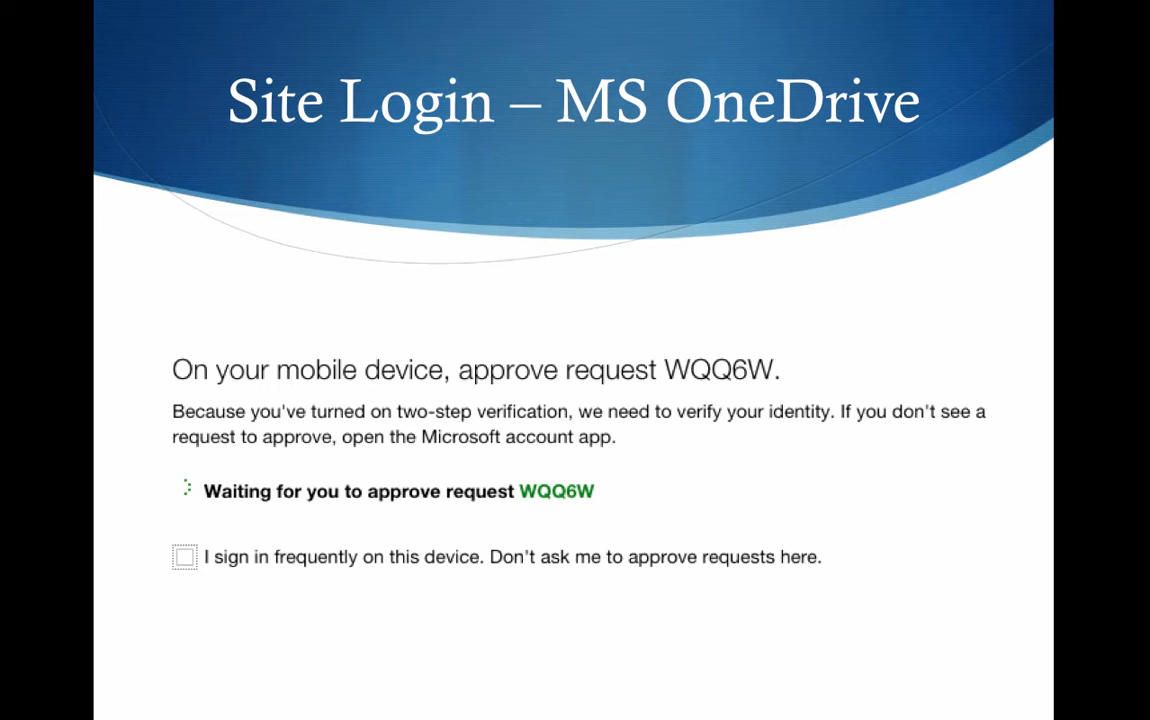 Site Login – MS OneDrive
On your mobile device, approve request WQQ6W.
Because you've turned on two-step verification, we need to verify your identity. If you don't see a
request to approve, open the Microsoft account app.
Waiting for you to approve request WQQ6W
I sign in frequently on this device. Don't ask me to approve requests here.